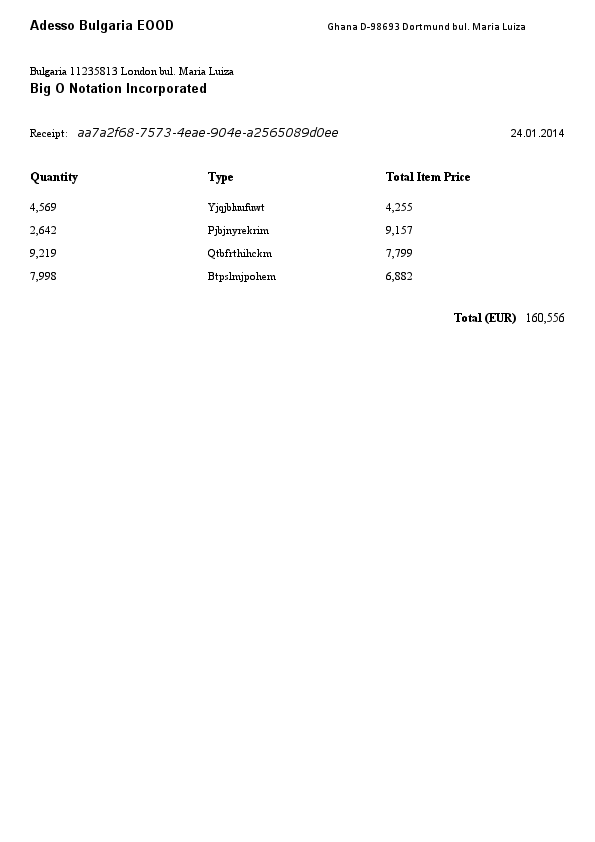 Adesso Bulgaria EOOD Ghana D-98693 Dortmund bul. Maria Luiza
Bulgaria 11235813 London bul. Maria Luiza
Big O Notation Incorporated
Receipt: aa7a2f68-7573-4eae-904e-a2565089d0ee 24.01.2014
Quantity Type Total Item Price
4,569 Yjqjbluufuwt 4,255
2,642 Pjbjnyrekrim 9,157
9,219 Qtbfrthihckm 7,799
7,998 Btpslmjpohem 6,882
Total (EUR) 160,556